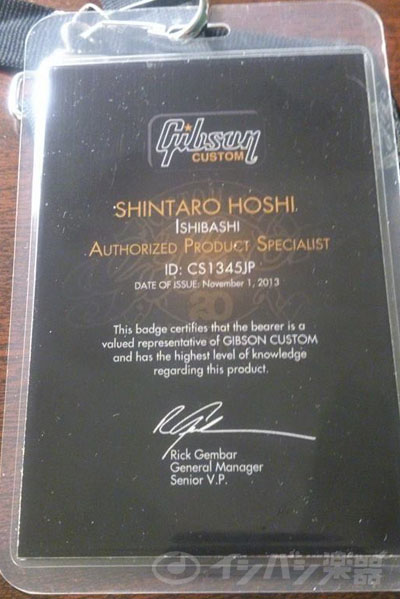 Gibson
CUSTOM
SHINTARO HOSHI
ISHIBASHI
AUTHORIZED PRODUCT SPECIALIST
ID: CS1345JP
DATE OF ISSUE: November 1, 2013
20
This badge certifies that the bearer is a
valued representative of GIBSON CUSTOM
and has the highest level of knowledge
regarding this product.
Rick Gembar
General Manager
Senior V.P.
イシバシ楽器